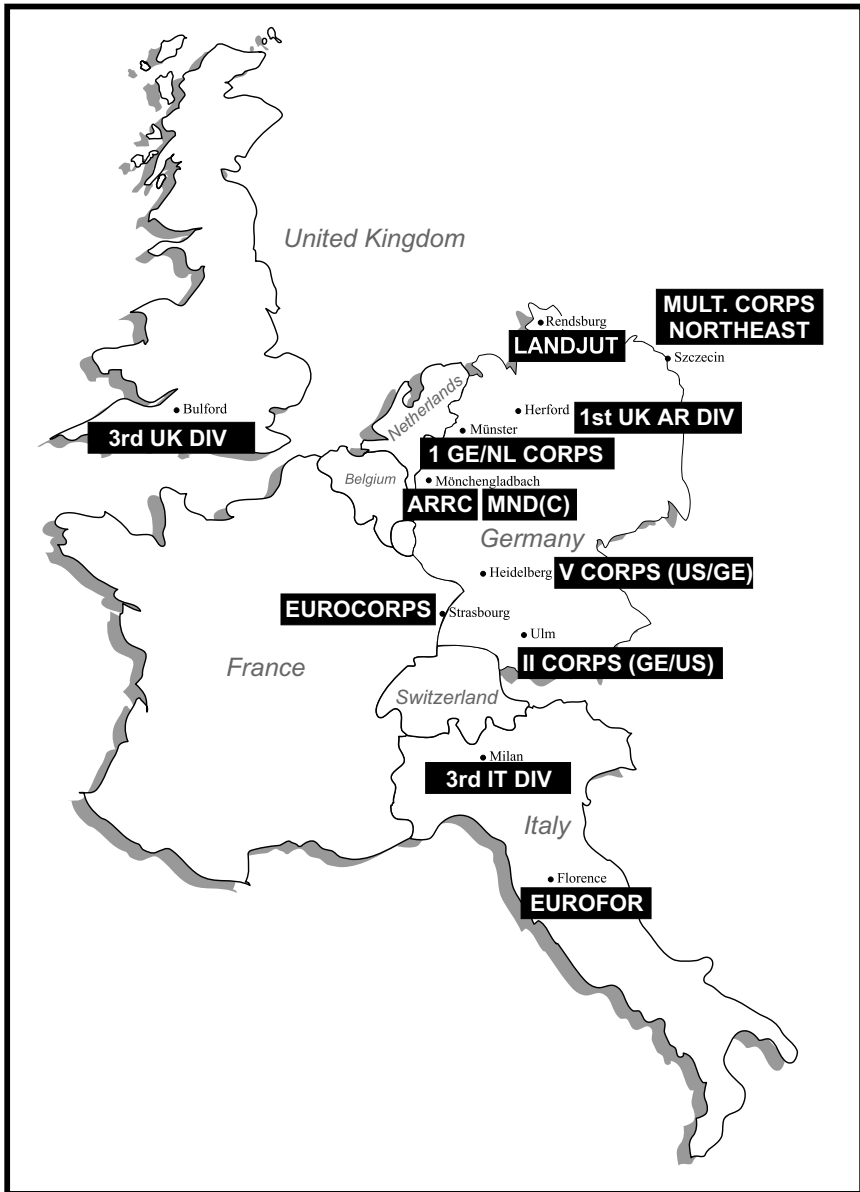 United Kingdom
MULT. CORPS
NORTHEAST
Rendsburg
LANDJUT
Szczecin
Netherlands
Bulford
3rd UK DIV
Herford
1st UK AR DIV
Münster
1 GE/NL CORPS
Belgium
Mönchengladbach
ARRC
MND(C)
Germany
Heidelberg
V CORPS (US/GE)
EUROCORPS
Strasbourg
Ulm
II CORPS (GE/US)
France
Switzerland
Milan
3rd IT DIV
Italy
Florence
EUROFOR